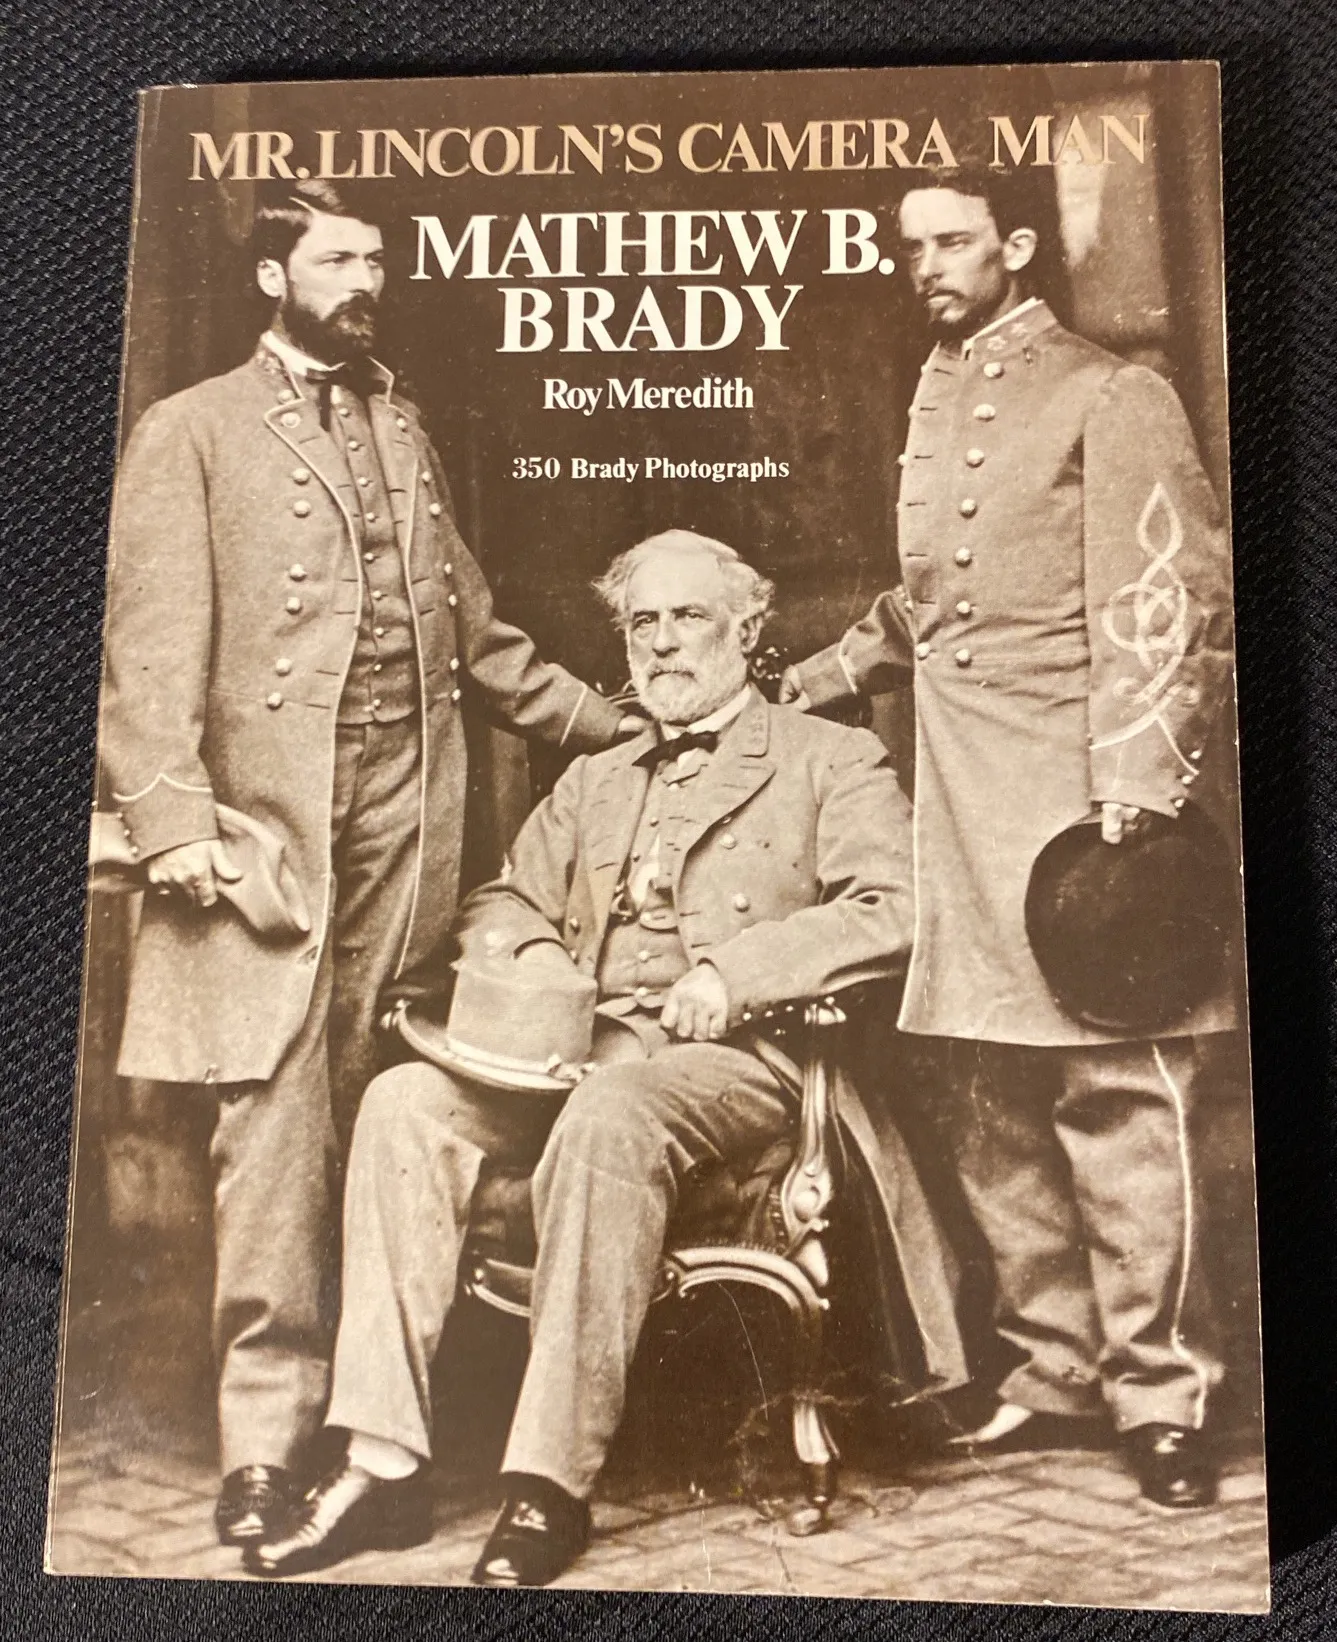 MR. LINCOLN'S CAMERA MAN
MATHEW B.
BRADY
Roy Meredith
350 Brady Photographs